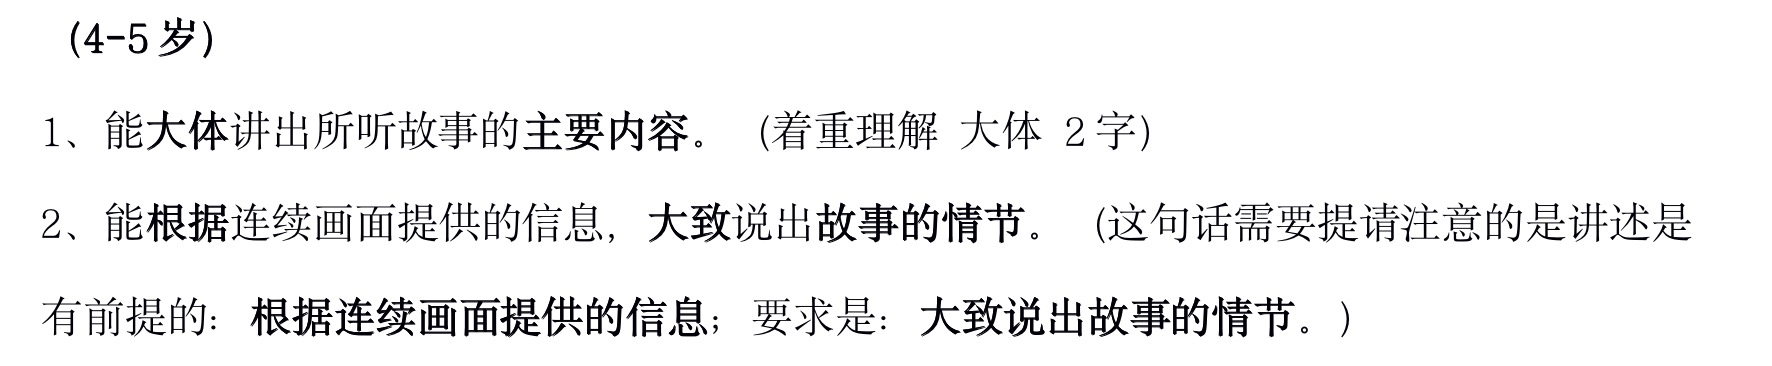 （4-5 岁）
1、能大体讲出所听故事的主要内容。（着重理解 大体 2 字）
2、能根据连续画面提供的信息，大致说出故事的情节。（这句话需要提请注意的是讲述是
有前提的：根据连续画面提供的信息；要求是：大致说出故事的情节。）